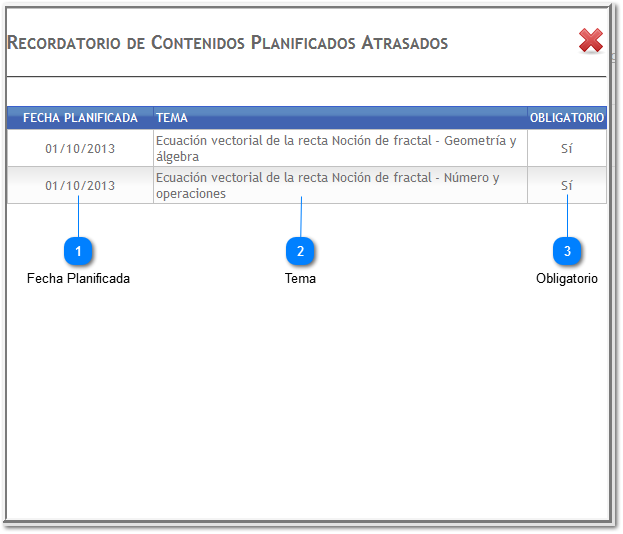 RECORDATORIO DE CONTENIDOS PLANIFICADOS ATRASADOS
FECHA PLANIFICADA TEMA OBLIGATORIO
01/10/2013 Ecuación vectorial de la recta Noción de fractal - Geometría y álgebra Sí
01/10/2013 Ecuación vectorial de la recta Noción de fractal - Número y operaciones Sí
1 2 3
Fecha Planificada Tema Obligatorio